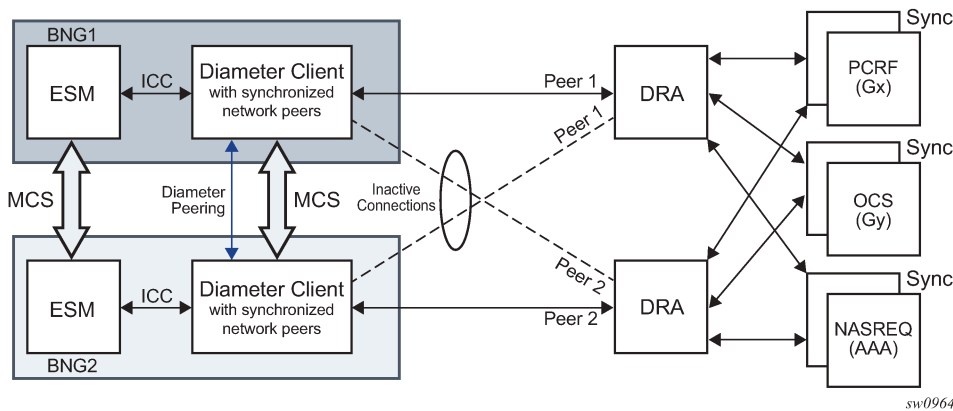 BNG1
ESM
ICC
Diameter Client
with synchronized
network peers
MCS
Diameter
Peering
MCS
Inactive
Connections
Peer 1
Peer 1
Peer 2
Peer 2
ESM
ICC
Diameter Client
with synchronized
network peers
BNG2
DRA
DRA
Sync
PCRF
(Gx)
Sync
OCS
(Gy)
Sync
NASREQ
(AAA)
sw0964